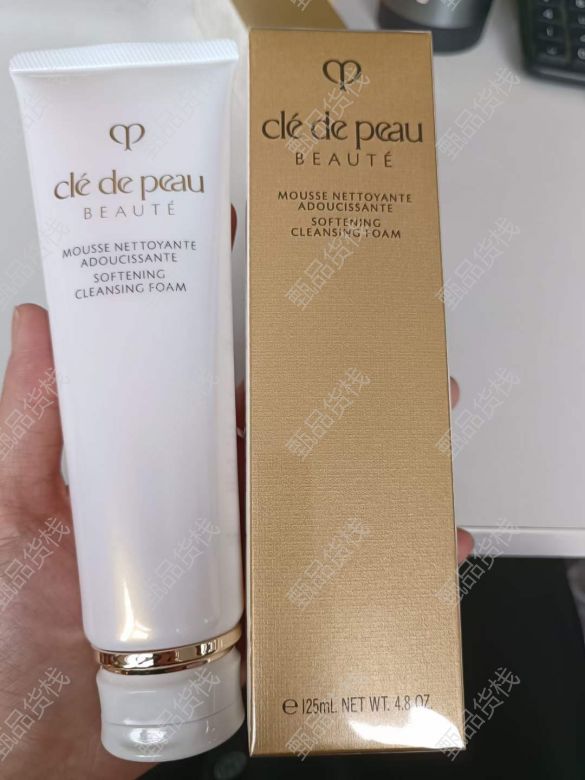 clé de peau
BEAUTÉ
MOUSSE NETTOYANTE
ADOUCISSANTE
SOFTENING
CLEANSING FOAM
clé de peau
BEAUTÉ
MOUSSE NETTOYANTE
ADOUCISSANTE
SOFTENING
CLEANSING FOAM
e 125mL NET WT. 4.8 OZ.
甄品货栈